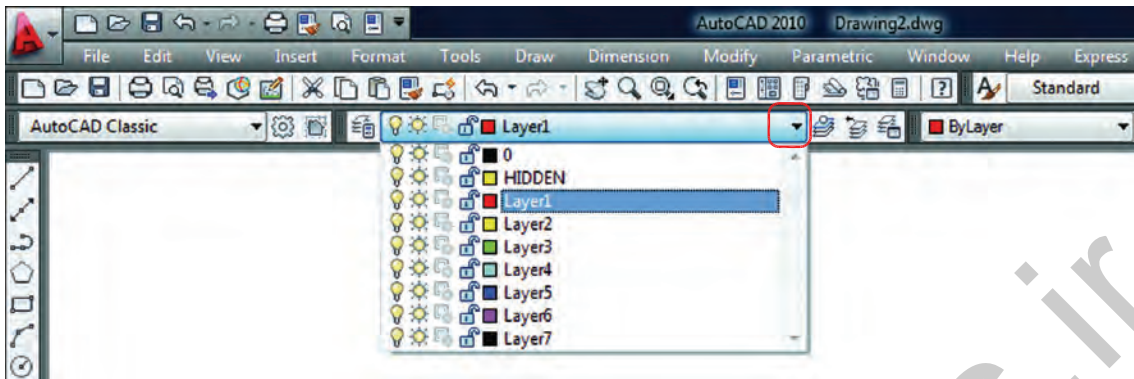 AutoCAD 2010 Drawing2.dwg
File Edit View Insert Format Tools Draw Dimension Modify Parametric Window Help Express
Standard
AutoCAD Classic Layer1 ByLayer
0
HIDDEN
Layer1
Layer2
Layer3
Layer4
Layer5
Layer6
Layer7